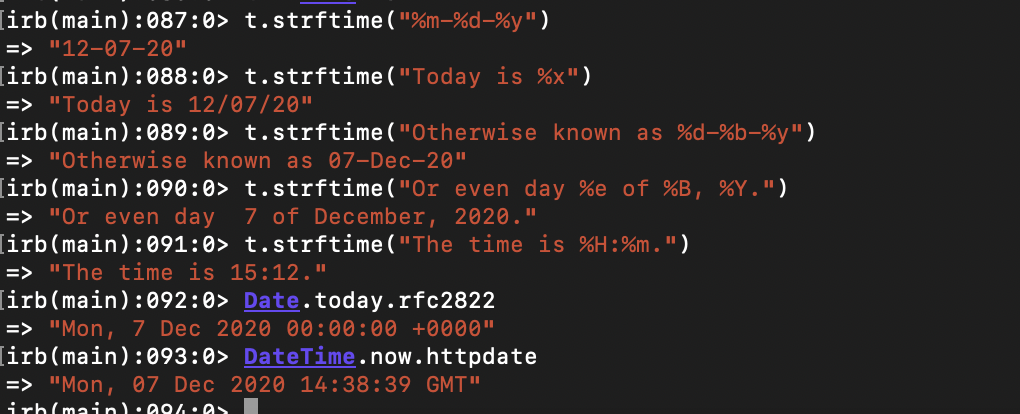 [irb(main):087:0> t.strftime("%m-%d-%y")
=> "12-07-20"
[irb(main):088:0> t.strftime("Today is %x")
=> "Today is 12/07/20"
[irb(main):089:0> t.strftime("Otherwise known as %d-%b-%y")
=> "Otherwise known as 07-Dec-20"
[irb(main):090:0> t.strftime("Or even day %e of %B, %Y.")
=> "Or even day  7 of December, 2020."
[irb(main):091:0> t.strftime("The time is %H:%m.")
=> "The time is 15:12."
[irb(main):092:0> Date.today.rfc2822
=> "Mon, 7 Dec 2020 00:00:00 +0000"
[irb(main):093:0> DateTime.now.httpdate
=> "Mon, 07 Dec 2020 14:38:39 GMT"
irb(main):094:0>